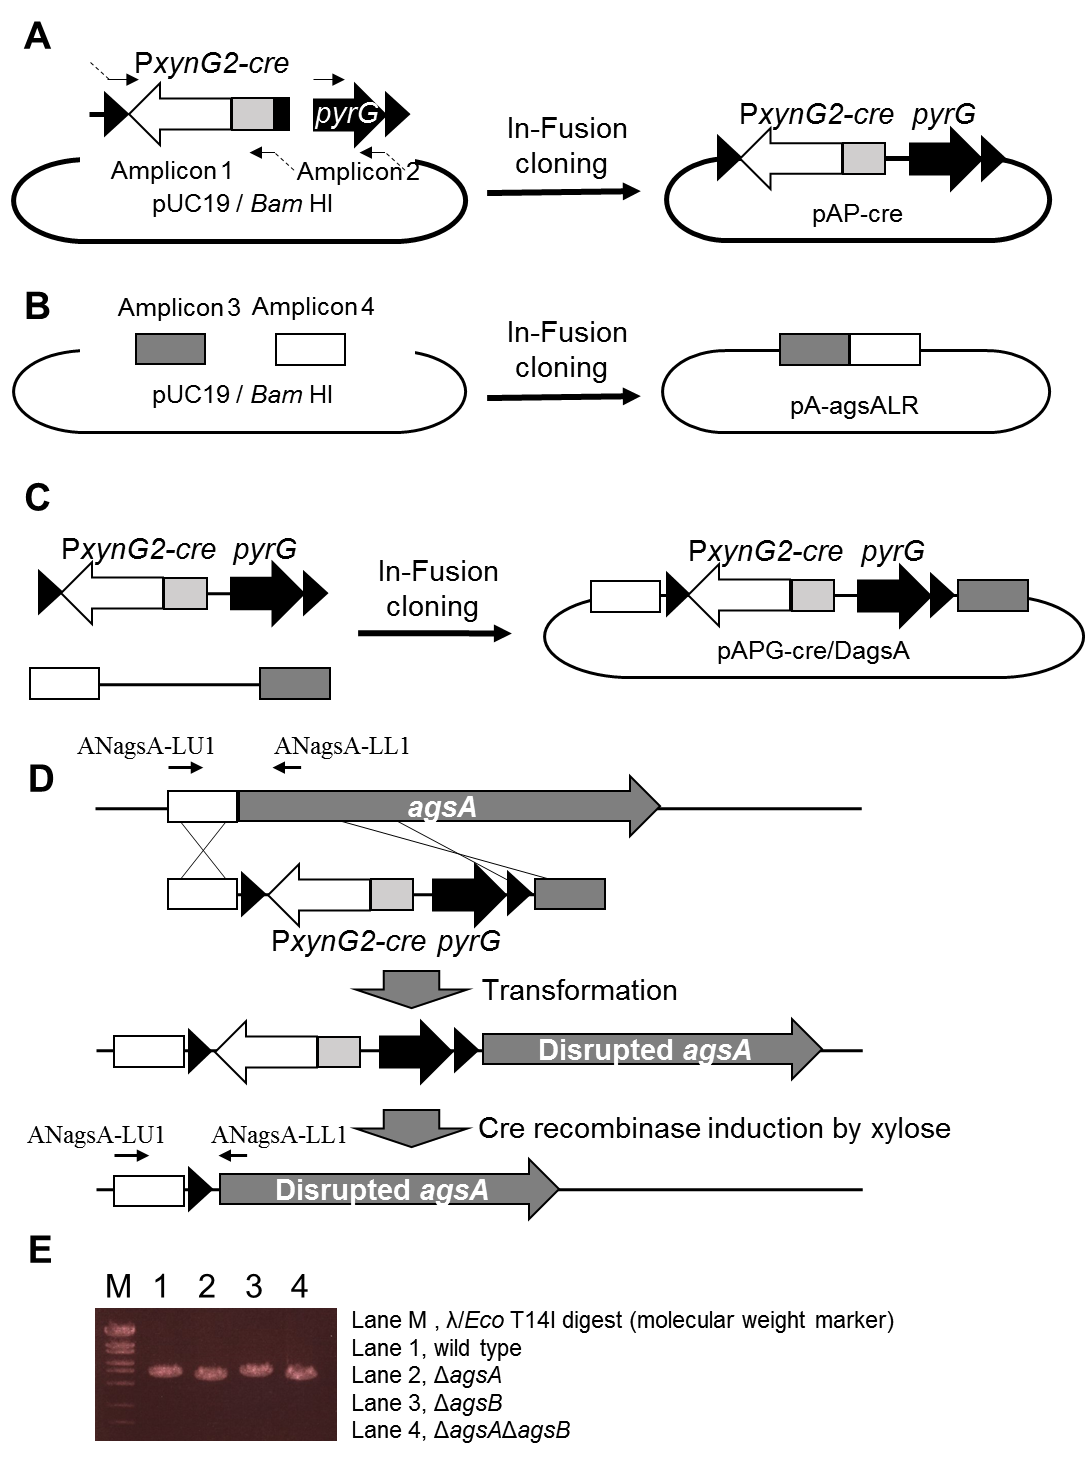 A
PxynG2-cre
pyrG
Amplicon 1
Amplicon 2
pUC19 / Bam HI
In-Fusion
cloning
PxynG2-cre pyrG
pAP-cre
B
Amplicon 3 Amplicon 4
pUC19 / Bam HI
In-Fusion
cloning
pA-agsALR
C
PxynG2-cre pyrG
In-Fusion
cloning
PxynG2-cre pyrG
pAPG-cre/DagsA
ANagsA-LU1 ANagsA-LL1
D
agsA
PxynG2-cre pyrG
Transformation
Disrupted agsA
ANagsA-LU1 ANagsA-LL1
Cre recombinase induction by xylose
Disrupted agsA
E
M 1 2 3 4
Lane M , λ/Eco T14I digest (molecular weight marker)
Lane 1, wild type
Lane 2, ΔagsA
Lane 3, ΔagsB
Lane 4, ΔagsAΔagsB